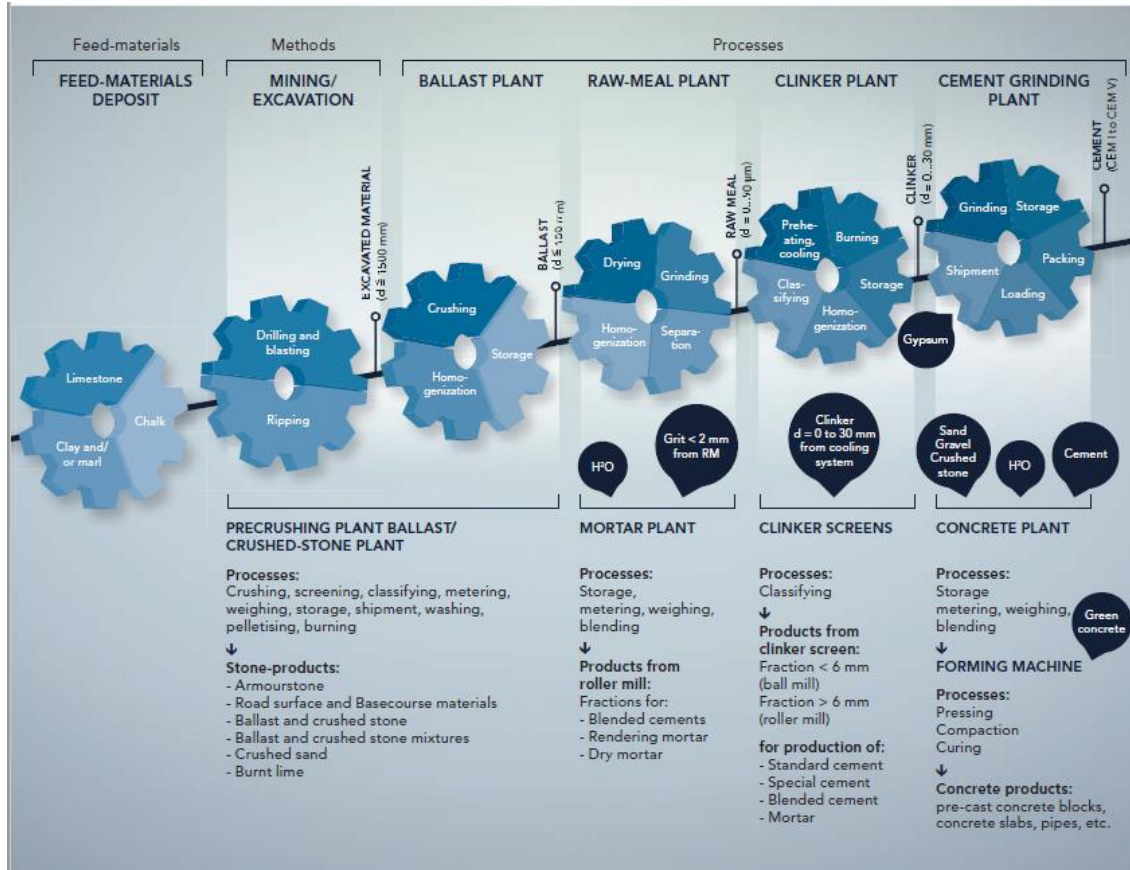 Feed-materials
Methods
Processes
FEED-MATERIALS
DEPOSIT
MINING/
EXCAVATION
BALLAST PLANT
RAW-MEAL PLANT
CLINKER PLANT
CEMENT GRINDING
PLANT
Limestone
Chalk
Clay and/
or marl
Drilling and
blasting
Ripping
EXCAVATED MATERIAL
(d ≦ 1500 mm)
Crushing
Storage
Homo-
genization
BALLAST
(d ≦ 150 mm)
Drying
Grinding
Homo-
genization
Separa-
tion
RAW MEAL
(d = 0...90 µm)
Prehe-
ating,
cooling
Burning
Clas-
sifying
Storage
Homo-
genization
CLINKER
(d = 0...30 mm)
Grinding
Storage
Packing
Shipment
Loading
CEMENT
(CEM I to CEM V)
Gypsum
H²O
Grit < 2 mm
from RM
Clinker
d = 0 to 30 mm
from cooling
system
Sand
Gravel
Crushed
stone
H²O
Cement
PRECRUSHING PLANT BALLAST/
CRUSHED-STONE PLANT
Processes:
Crushing, screening, classifying, metering,
weighing, storage, shipment, washing,
pelletising, burning
↓
Stone-products:
- Armourstone
- Road surface and Basecourse materials
- Ballast and crushed stone
- Ballast and crushed stone mixtures
- Crushed sand
- Burnt lime
MORTAR PLANT
Processes:
Storage,
metering, weighing,
blending
↓
Products from
roller mill:
Fractions for:
- Blended cements
- Rendering mortar
- Dry mortar
CLINKER SCREENS
Processes:
Classifying
↓
Products from
clinker screen:
Fraction < 6 mm
(ball mill)
Fraction > 6 mm
(roller mill)
for production of:
- Standard cement
- Special cement
- Blended cement
- Mortar
CONCRETE PLANT
Processes:
Storage
metering, weighing,
blending
↓
Green
concrete
FORMING MACHINE
Processes:
Pressing
Compaction
Curing
↓
Concrete products:
pre-cast concrete blocks,
concrete slabs, pipes, etc.